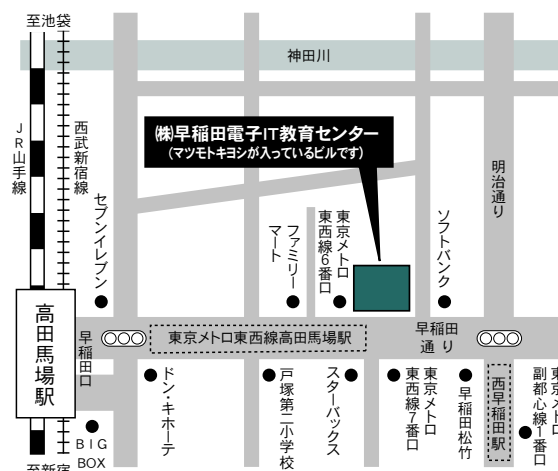 至池袋
神田川
JR山手線
西武新宿線
㈱早稲田電子IT教育センター
(マツモトキヨシが入っているビルです)
明治通り
セブンイレブン
ファミリー
マート
東京メトロ
東西線6番口
ソフトバンク
高田馬場駅
早稲田口
東京メトロ東西線高田馬場駅
早稲田
通り
ドン・キホーテ
戸塚第二小学校
スターバックス
東京メトロ
東西線7番口
早稲田松竹
西早稲田駅
東京メトロ
副都心線1番口
BIG
BOX
至新宿